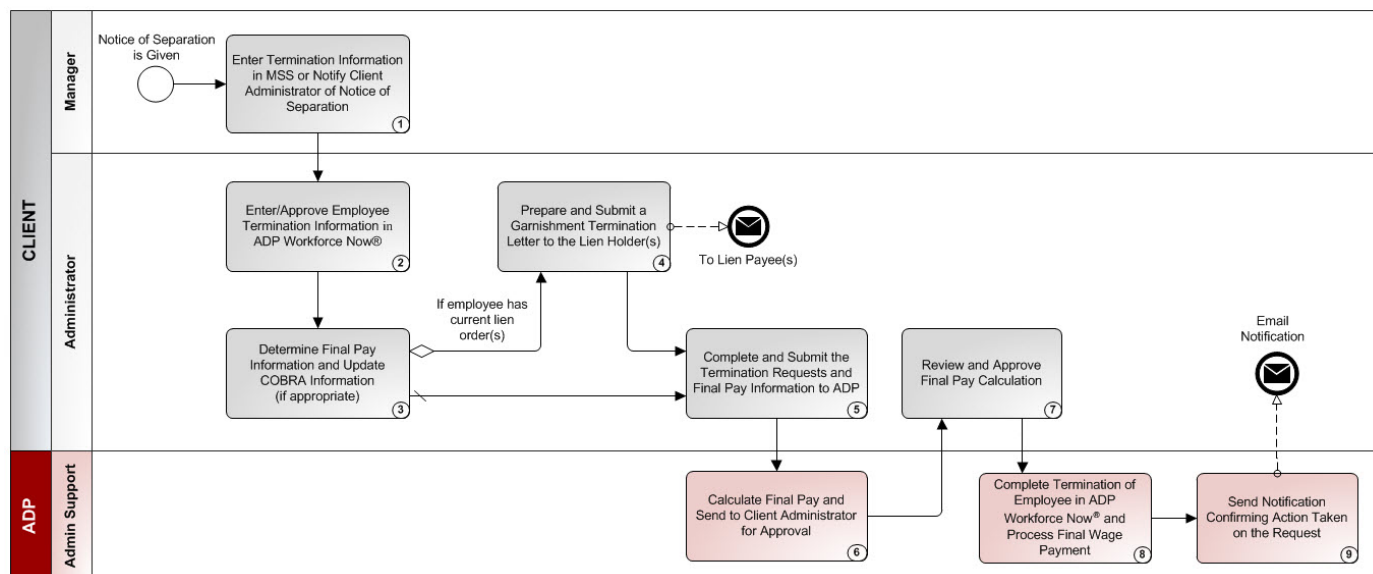 CLIENT
Manager
Notice of Separation
is Given
Enter Termination Information
in MSS or Notify Client
Administrator of Notice of
Separation
1
Administrator
Enter/Approve Employee
Termination Information in
ADP Workforce Now®
2
Determine Final Pay
Information and Update
COBRA Information
(if appropriate)
3
If employee has
current lien
order(s)
Prepare and Submit a
Garnishment Termination
Letter to the Lien Holder(s)
4
To Lien Payee(s)
Complete and Submit the
Termination Requests and
Final Pay Information to ADP
5
Review and Approve
Final Pay Calculation
7
Email
Notification
ADP
Admin Support
Calculate Final Pay and
Send to Client Administrator
for Approval
6
Complete Termination of
Employee in ADP
Workforce Now® and
Process Final Wage
Payment
8
Send Notification
Confirming Action Taken
on the Request
9